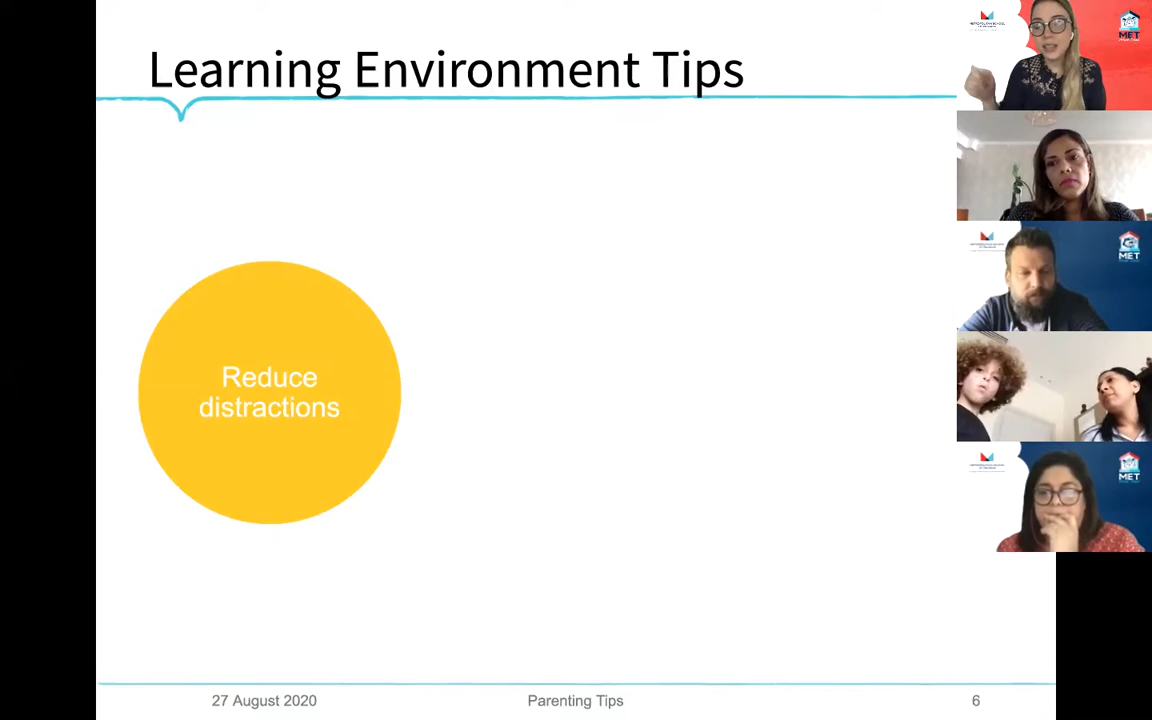 Learning Environment Tips
Reduce
distractions
27 August 2020
Parenting Tips
6
MET
MET
MET